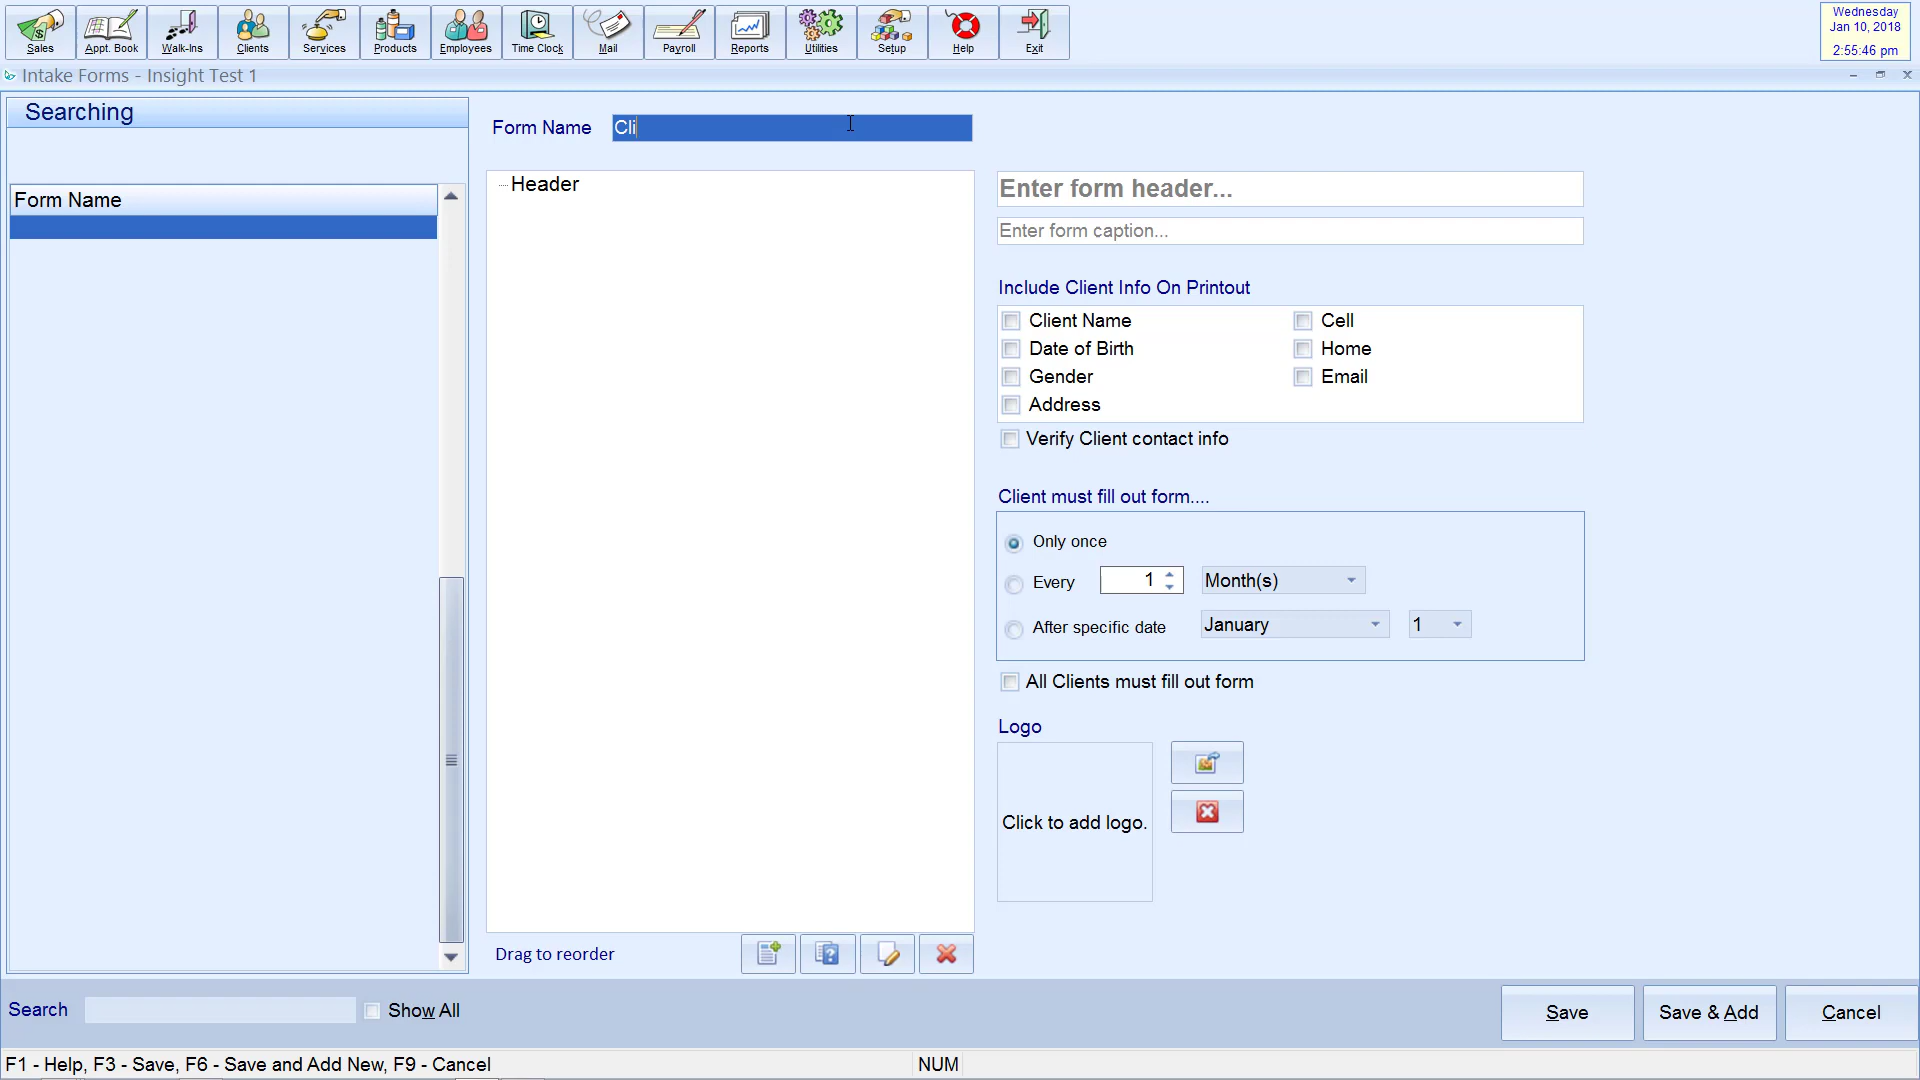 Sales Appt. Book Walk-Ins Clients Services Products Employees Time Clock Mail Payroll Reports Utilities Setup Help Exit
Wednesday
Jan 10, 2018
2:55:46 pm
Intake Forms - Insight Test 1
Searching
Form Name
Form Name Cli
Header
Drag to reorder
Enter form header...
Enter form caption...
Include Client Info On Printout
Client Name Cell
Date of Birth Home
Gender Email
Address
Verify Client contact info
Client must fill out form....
Only once
Every 1 Month(s)
After specific date January 1
All Clients must fill out form
Logo
Click to add logo.
Search Show All
Save Save & Add Cancel
F1 - Help, F3 - Save, F6 - Save and Add New, F9 - Cancel NUM